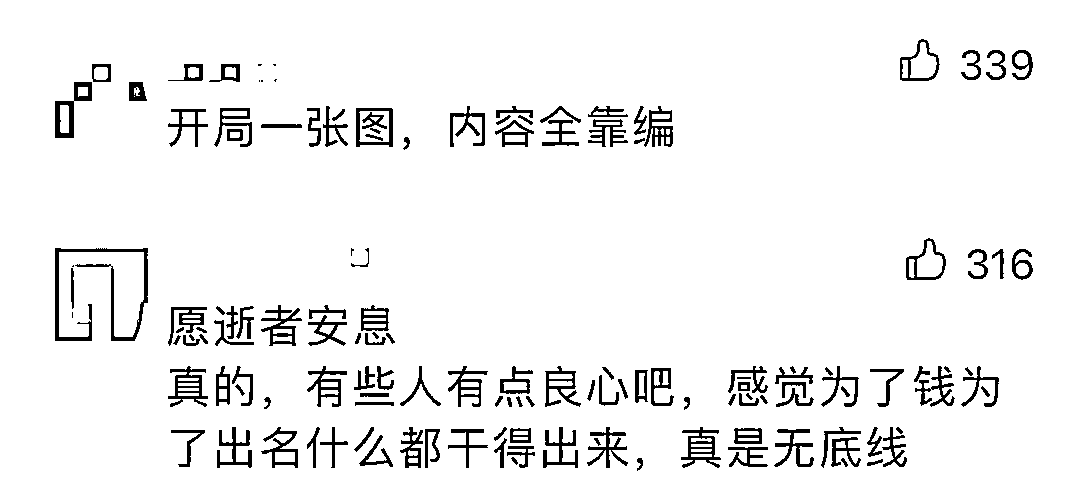 339
开局一张图，内容全靠编
316
愿逝者安息
真的，有些人有点良心吧，感觉为了钱为
了出名什么都干得出来，真是无底线